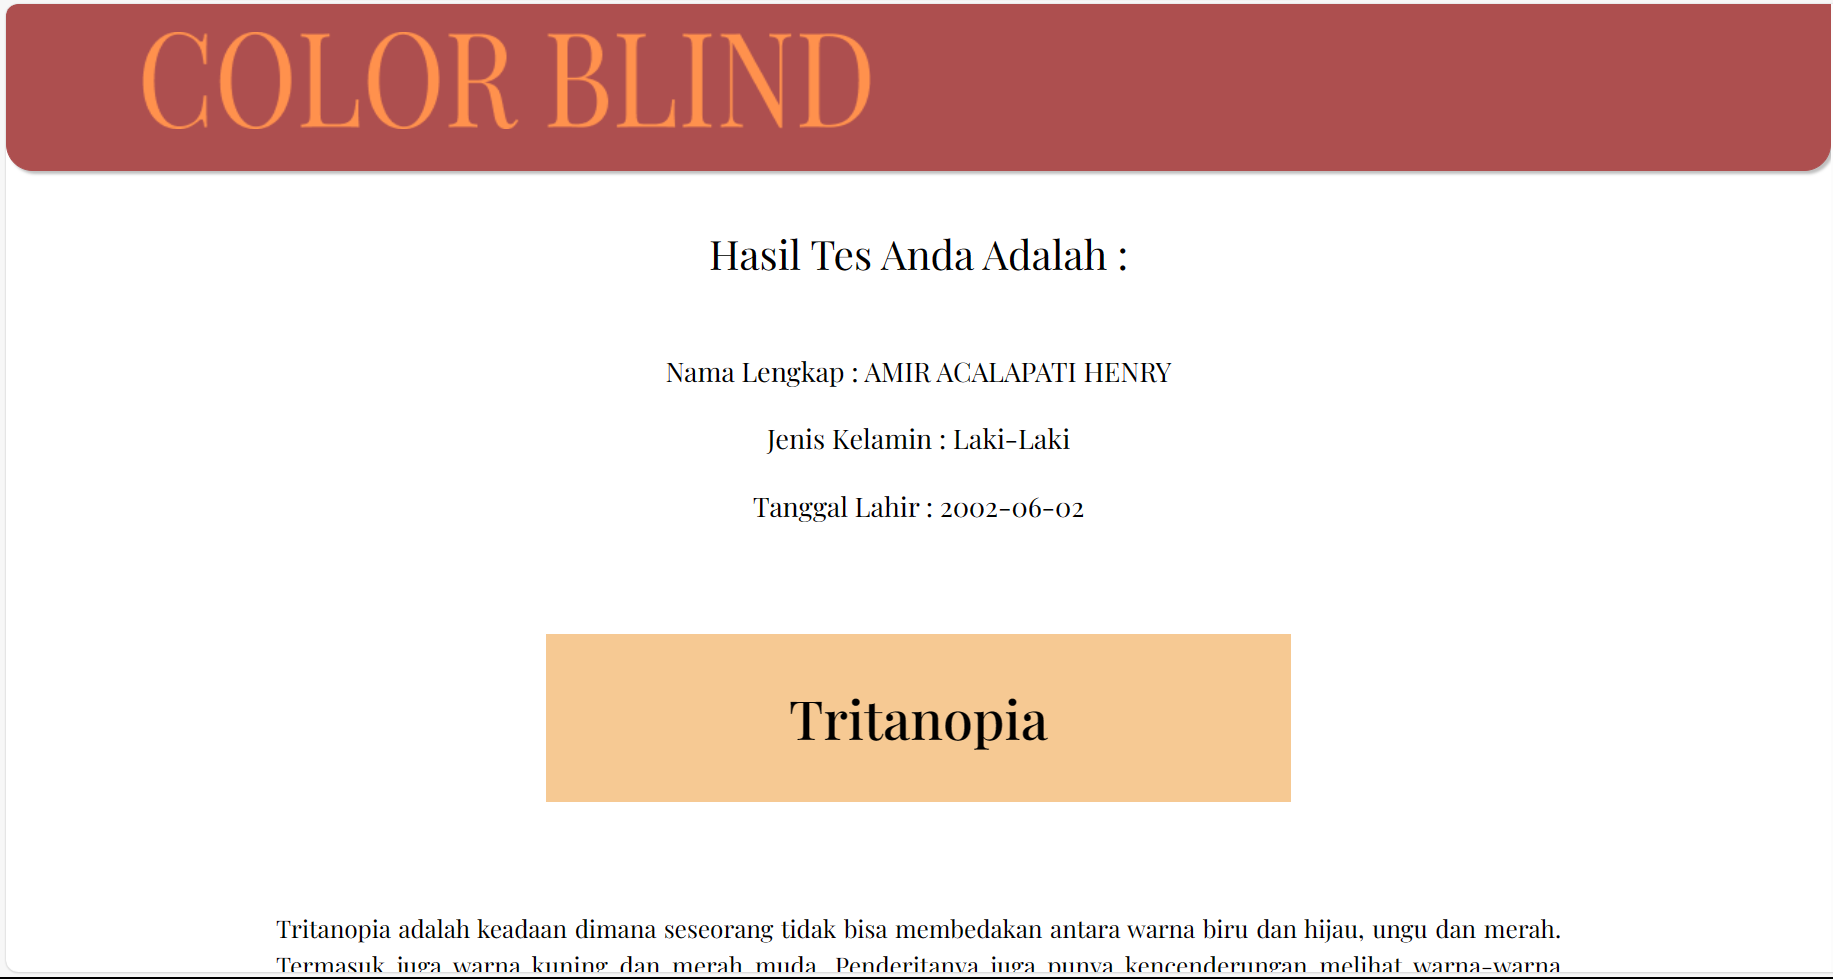 COLOR BLIND
Hasil Tes Anda Adalah :
Nama Lengkap : AMIR ACALAPATI HENRY
Jenis Kelamin : Laki-Laki
Tanggal Lahir : 2002-06-02
Tritanopia
Tritanopia adalah keadaan dimana seseorang tidak bisa membedakan antara warna biru dan hijau, ungu dan merah.
Termasuk juga warna kuning dan merah muda. Penderitanya juga punya kencenderungan melihat warna-warna